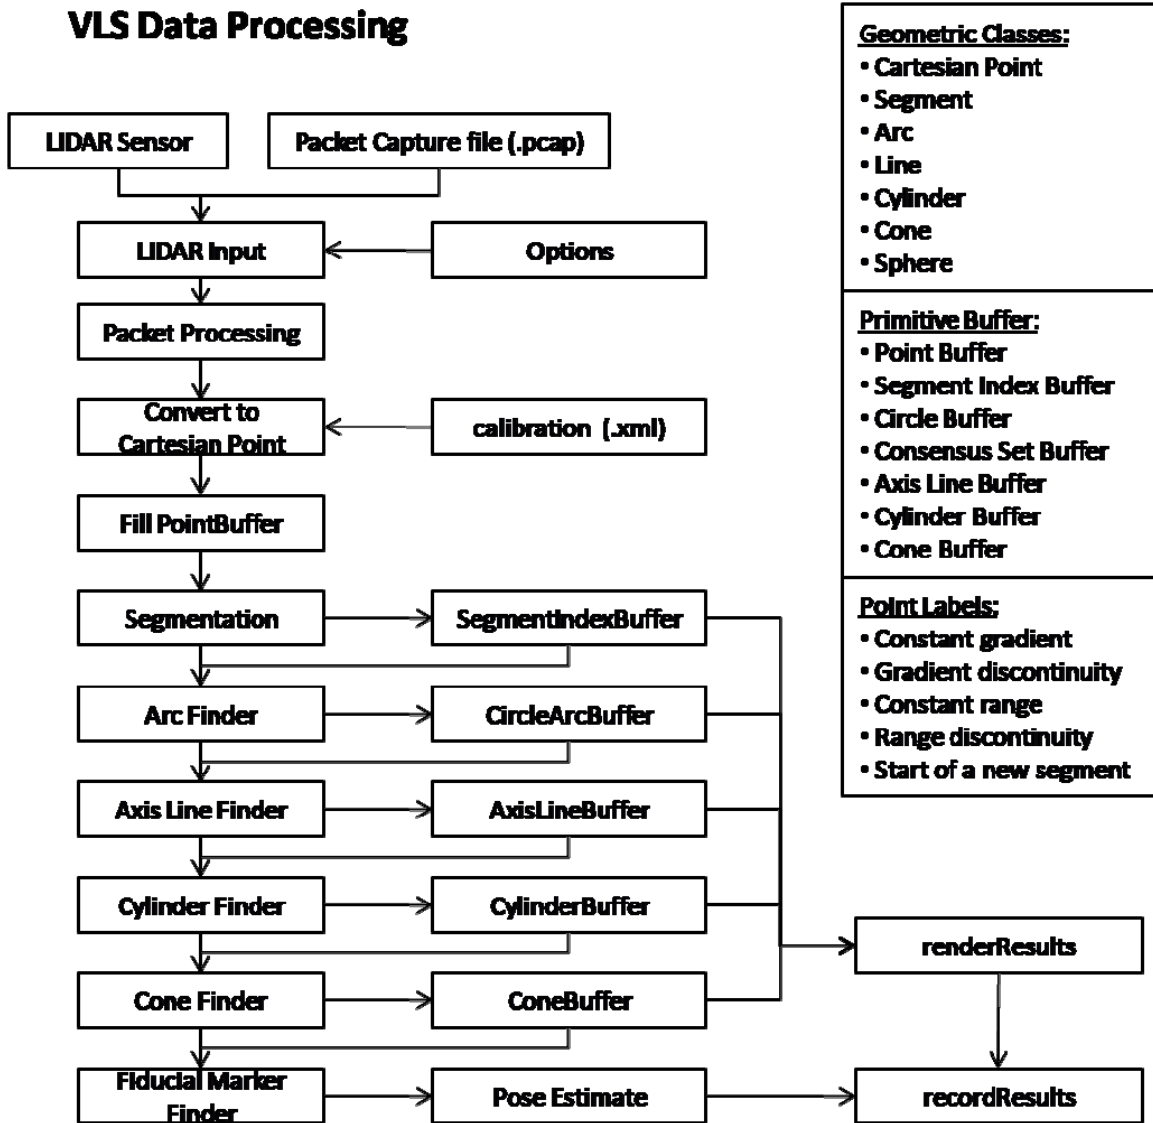 VLS Data Processing
LIDAR Sensor
Packet Capture file (.pcap)
LIDAR Input
Options
Packet Processing
Convert to
Cartesian Point
calibration (.xml)
Fill PointBuffer
Segmentation
SegmentIndexBuffer
Arc Finder
CircleArcBuffer
Axis Line Finder
AxisLineBuffer
Cylinder Finder
CylinderBuffer
Cone Finder
ConeBuffer
Fiducial Marker
Finder
Pose Estimate
renderResults
recordResults
Geometric Classes:
• Cartesian Point
• Segment
• Arc
• Line
• Cylinder
• Cone
• Sphere
Primitive Buffer:
• Point Buffer
• Segment Index Buffer
• Circle Buffer
• Consensus Set Buffer
• Axis Line Buffer
• Cylinder Buffer
• Cone Buffer
Point Labels:
• Constant gradient
• Gradient discontinuity
• Constant range
• Range discontinuity
• Start of a new segment